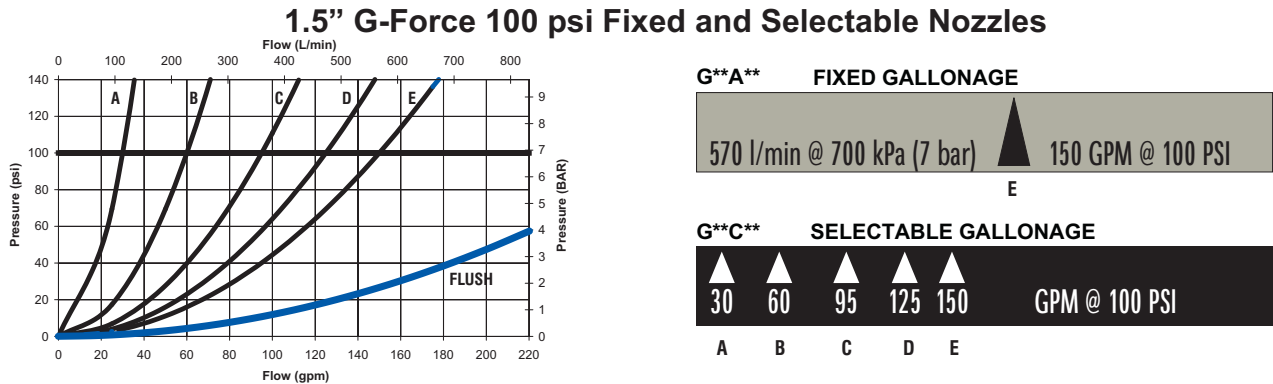 1.5” G-Force 100 psi Fixed and Selectable Nozzles
Flow (L/min)
0 100 200 300 400 500 600 700 800
140 120 100 80 60 40 20 0
Pressure (psi)
A B C D E
FLUSH
9 8 7 6 5 4 3 2 1 0
Pressure (BAR)
0 20 40 60 80 100 120 140 160 180 200 220
Flow (gpm)
G**A** FIXED GALLONAGE
570 l/min @ 700 kPa (7 bar) 150 GPM @ 100 PSI
E
G**C** SELECTABLE GALLONAGE
30 60 95 125 150 GPM @ 100 PSI
A B C D E